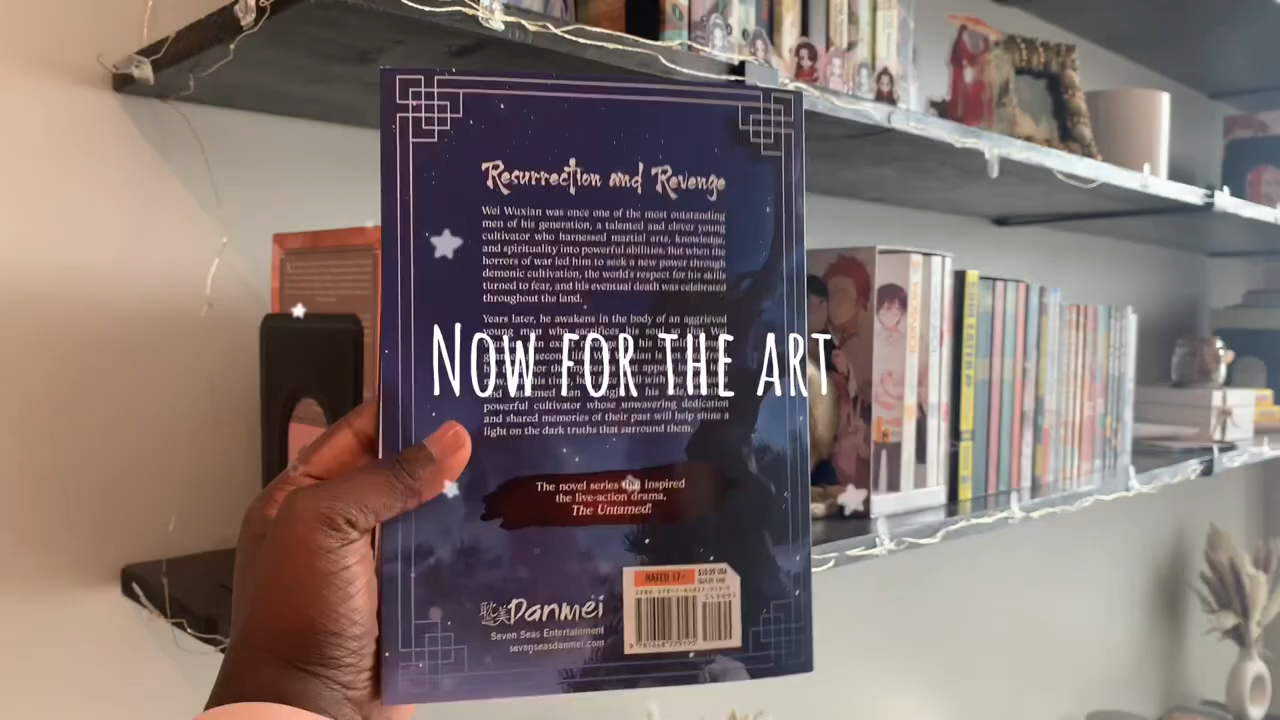 Resurrection and Revenge
Wei Wuxian was once one of the most outstanding
men of his generation, a talented and clever young
cultivator who harnessed martial arts, knowledge,
and spirituality into powerful abilities. But when the
horrors of war led him to seek a new power through
demonic cultivation, the world's respect for his skills
turned to fear, and his eventual death was celebrated
throughout the land.
Years later, he awakens in the body of an aggrieved
young man who sacrifices his soul so that Wei
NOW FOR THE ART
powerful cultivator whose unwavering dedication
and shared memories of their past will help shine a
light on the dark truths that surround them.
The novel series that inspired
the live-action drama,
The Untamed!
RATED 17+
$19.99 USA
耽美 Danmei
Seven Seas Entertainment
sevenseasdanmei.com
SOUL EATER